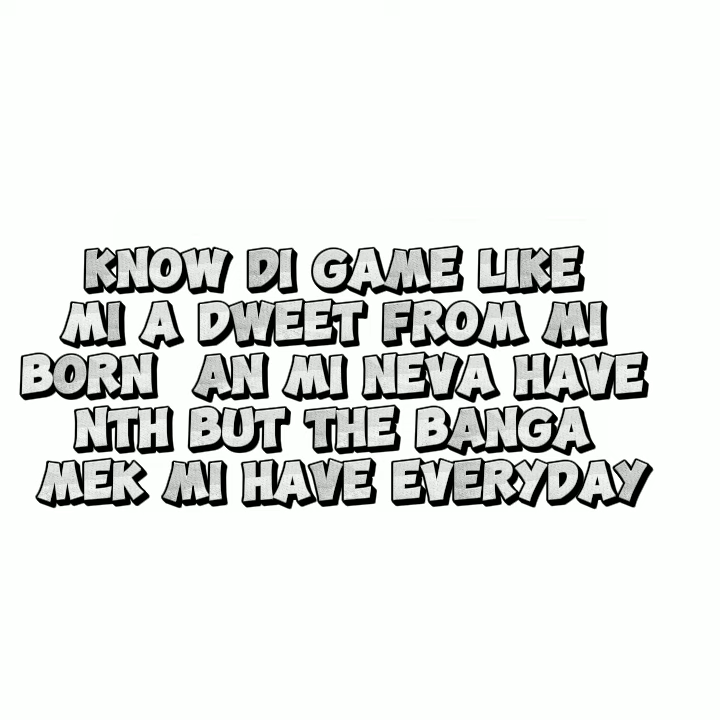 KNOW DI GAME LIKE
MI A DWEET FROM MI
BORN AN MI NEVA HAVE
NTH BUT THE BANGA
MEK MI HAVE EVERYDAY